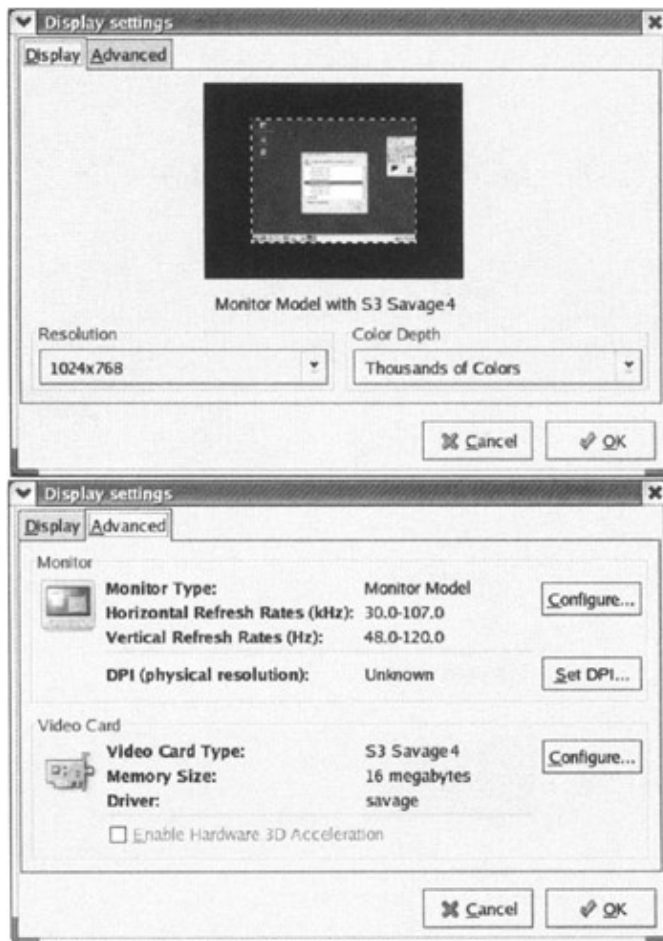 Display settings
Display Advanced
Monitor Model with S3 Savage4
Resolution Color Depth
1024x768 Thousands of Colors
Cancel OK
Display settings
Display Advanced
Monitor
Monitor Type: Monitor Model Configure...
Horizontal Refresh Rates (kHz): 30.0-107.0
Vertical Refresh Rates (Hz): 48.0-120.0
DPI (physical resolution): Unknown Set DPI...
Video Card
Video Card Type: S3 Savage4 Configure...
Memory Size: 16 megabytes
Driver: savage
Enable Hardware 3D Acceleration
Cancel OK